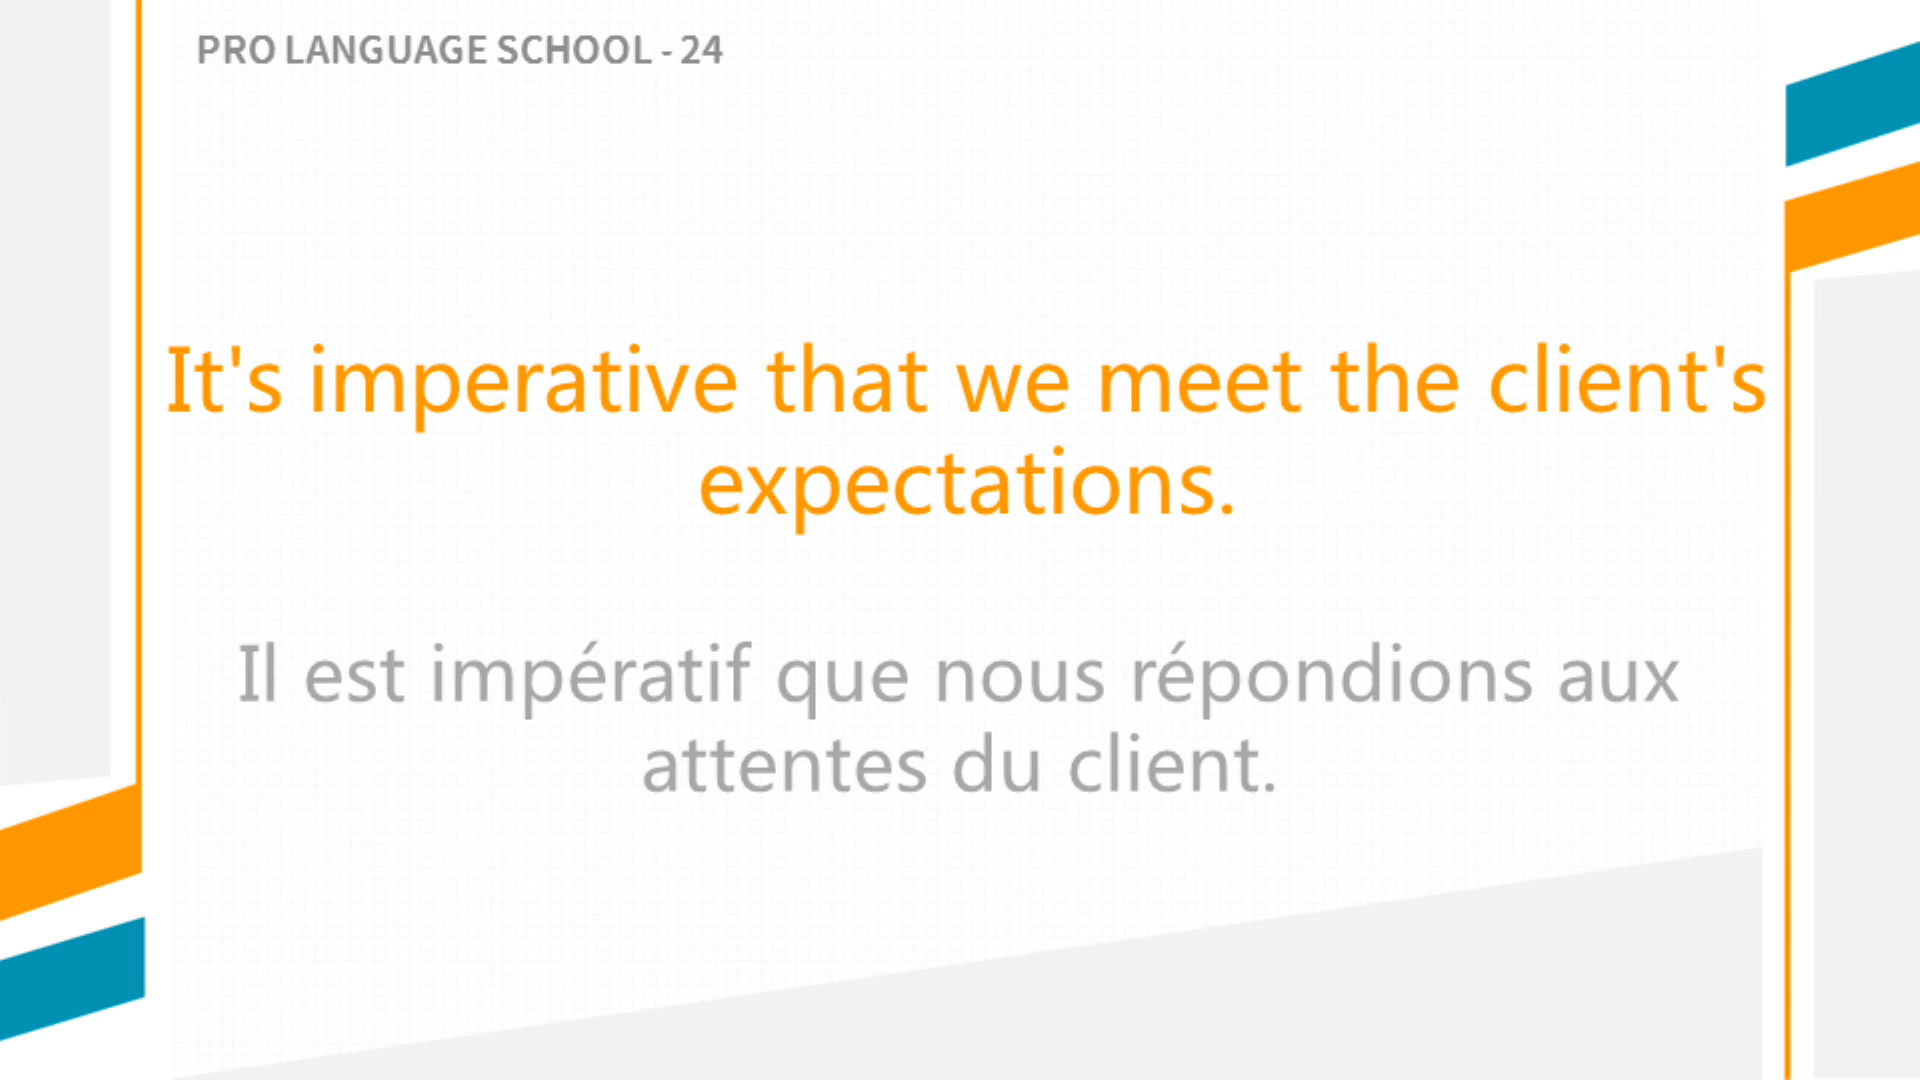 PRO LANGUAGE SCHOOL - 24
It's imperative that we meet the client's
expectations.
Il est impératif que nous répondions aux
attentes du client.